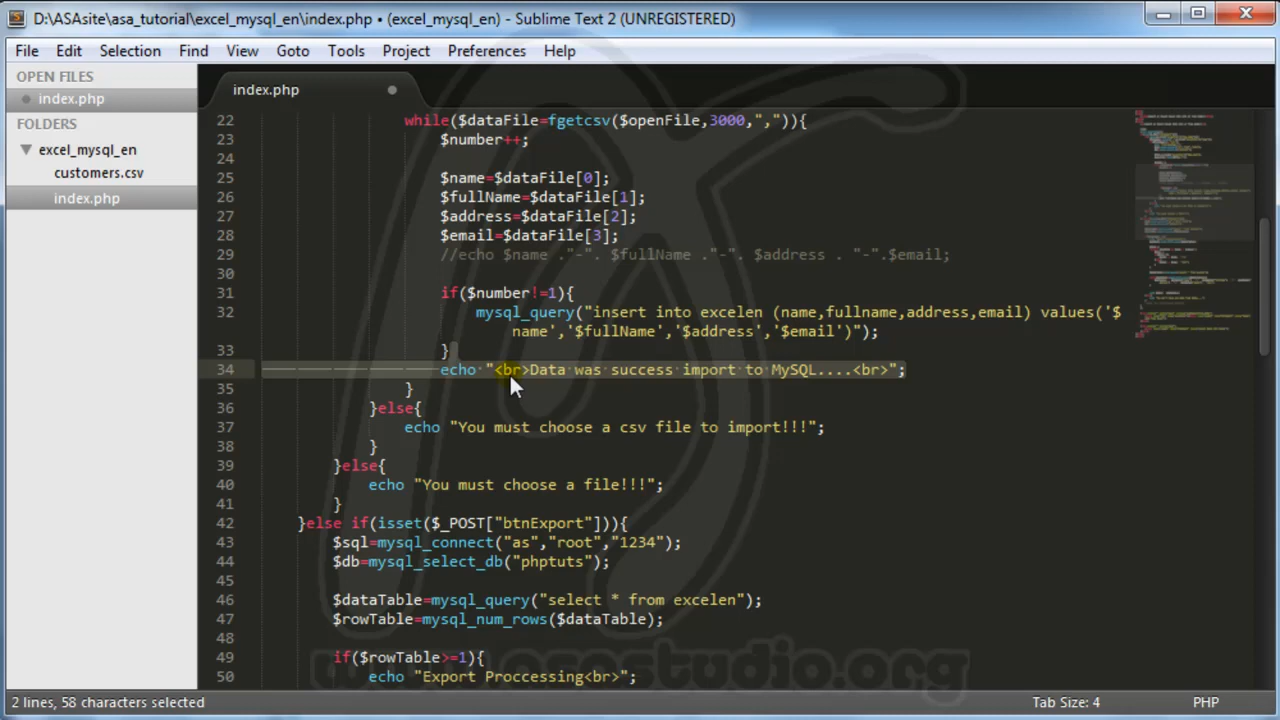 D:\ASAsite\asa_tutorial\excel_mysql_en\index.php • (excel_mysql_en) - Sublime Text 2 (UNREGISTERED)
File Edit Selection Find View Goto Tools Project Preferences Help
OPEN FILES
index.php
FOLDERS
excel_mysql_en
customers.csv
index.php
index.php
22 while($dataFile=fgetcsv($openFile,3000,",")){
23 $number++;
24
25 $name=$dataFile[0];
26 $fullName=$dataFile[1];
27 $address=$dataFile[2];
28 $email=$dataFile[3];
29 //echo $name ."-". $fullName ."-". $address . "-".$email;
30
31 if($number!=1){
32 mysql_query("insert into excelen (name,fullname,address,email) values('$
name','$fullName','$address','$email')");
33 }
34 echo "<br>Data was success import to MySQL....<br>";
35 }
36 }else{
37 echo "You must choose a csv file to import!!!";
38 }
39 }else{
40 echo "You must choose a file!!!";
41 }
42 }else if(isset($_POST["btnExport"])){
43 $sql=mysql_connect("as","root","1234");
44 $db=mysql_select_db("phptuts");
45
46 $dataTable=mysql_query("select * from excelen");
47 $rowTable=mysql_num_rows($dataTable);
48
49 if($rowTable>=1){
50 echo "Export Proccessing<br>";
www.asastudio.org
2 lines, 58 characters selected
Tab Size: 4
PHP